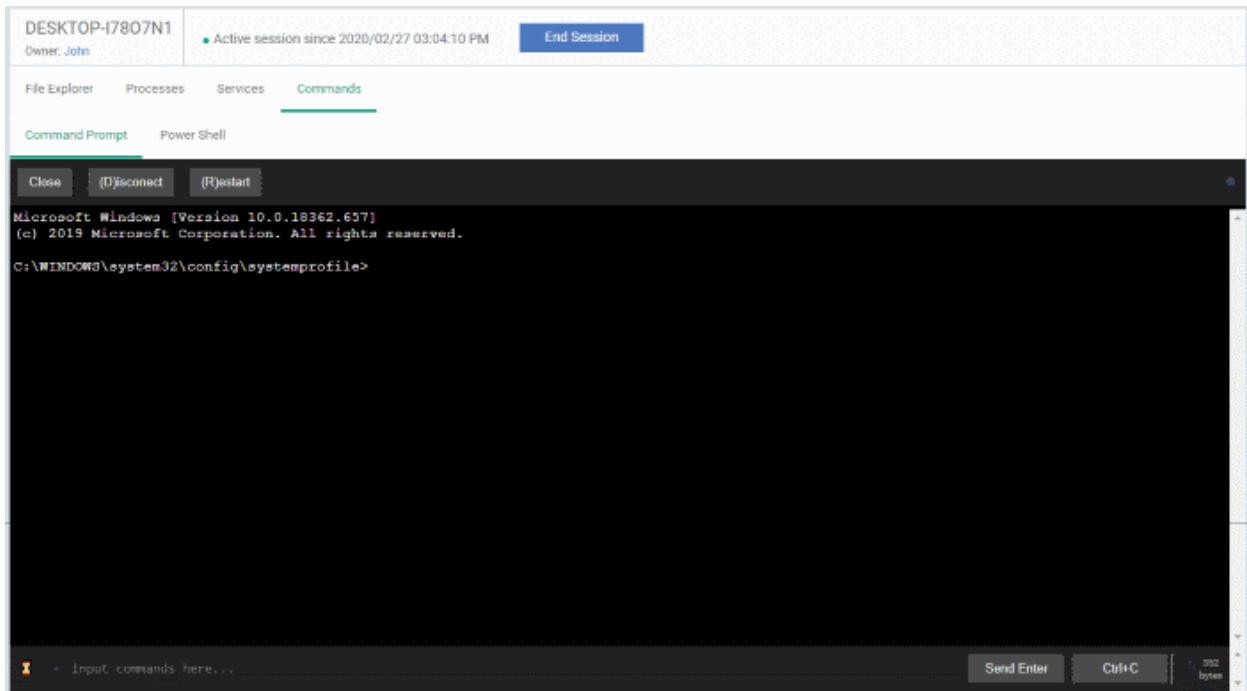 DESKTOP-I78O7N1
Owner: John
Active session since 2020/02/27 03:04:10 PM
End Session
File Explorer Processes Services Commands
Command Prompt Power Shell
Close (D)isconect (R)estart
Microsoft Windows [Version 10.0.18362.657]
(c) 2019 Microsoft Corporation. All rights reserved.
C:\WINDOWS\system32\config\systemprofile>
Input commands here... Send Enter Ctrl+C 392
bytes